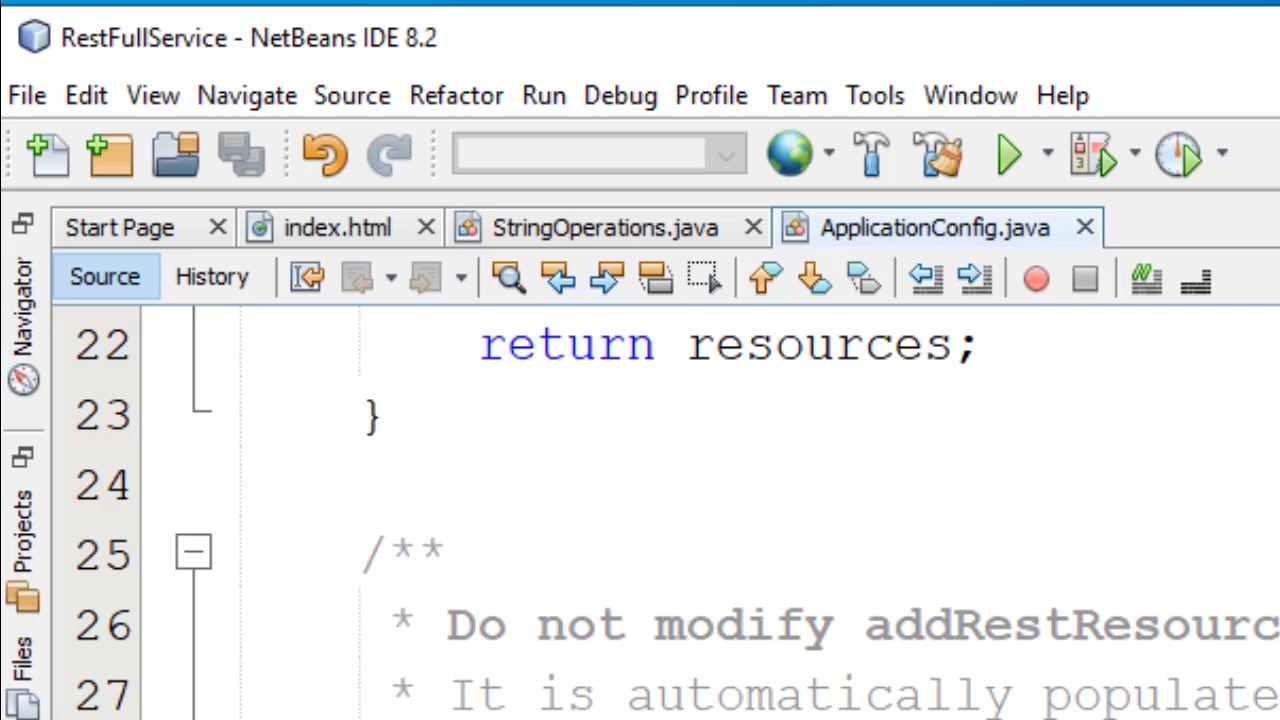 RestFullService - NetBeans IDE 8.2
File Edit View Navigate Source Refactor Run Debug Profile Team Tools Window Help
Start Page index.html StringOperations.java ApplicationConfig.java
Source History
Navigator
Projects
Files
22 return resources;
23 }
24
25 /**
26 * Do not modify addRestResourc
27 * It is automatically populate